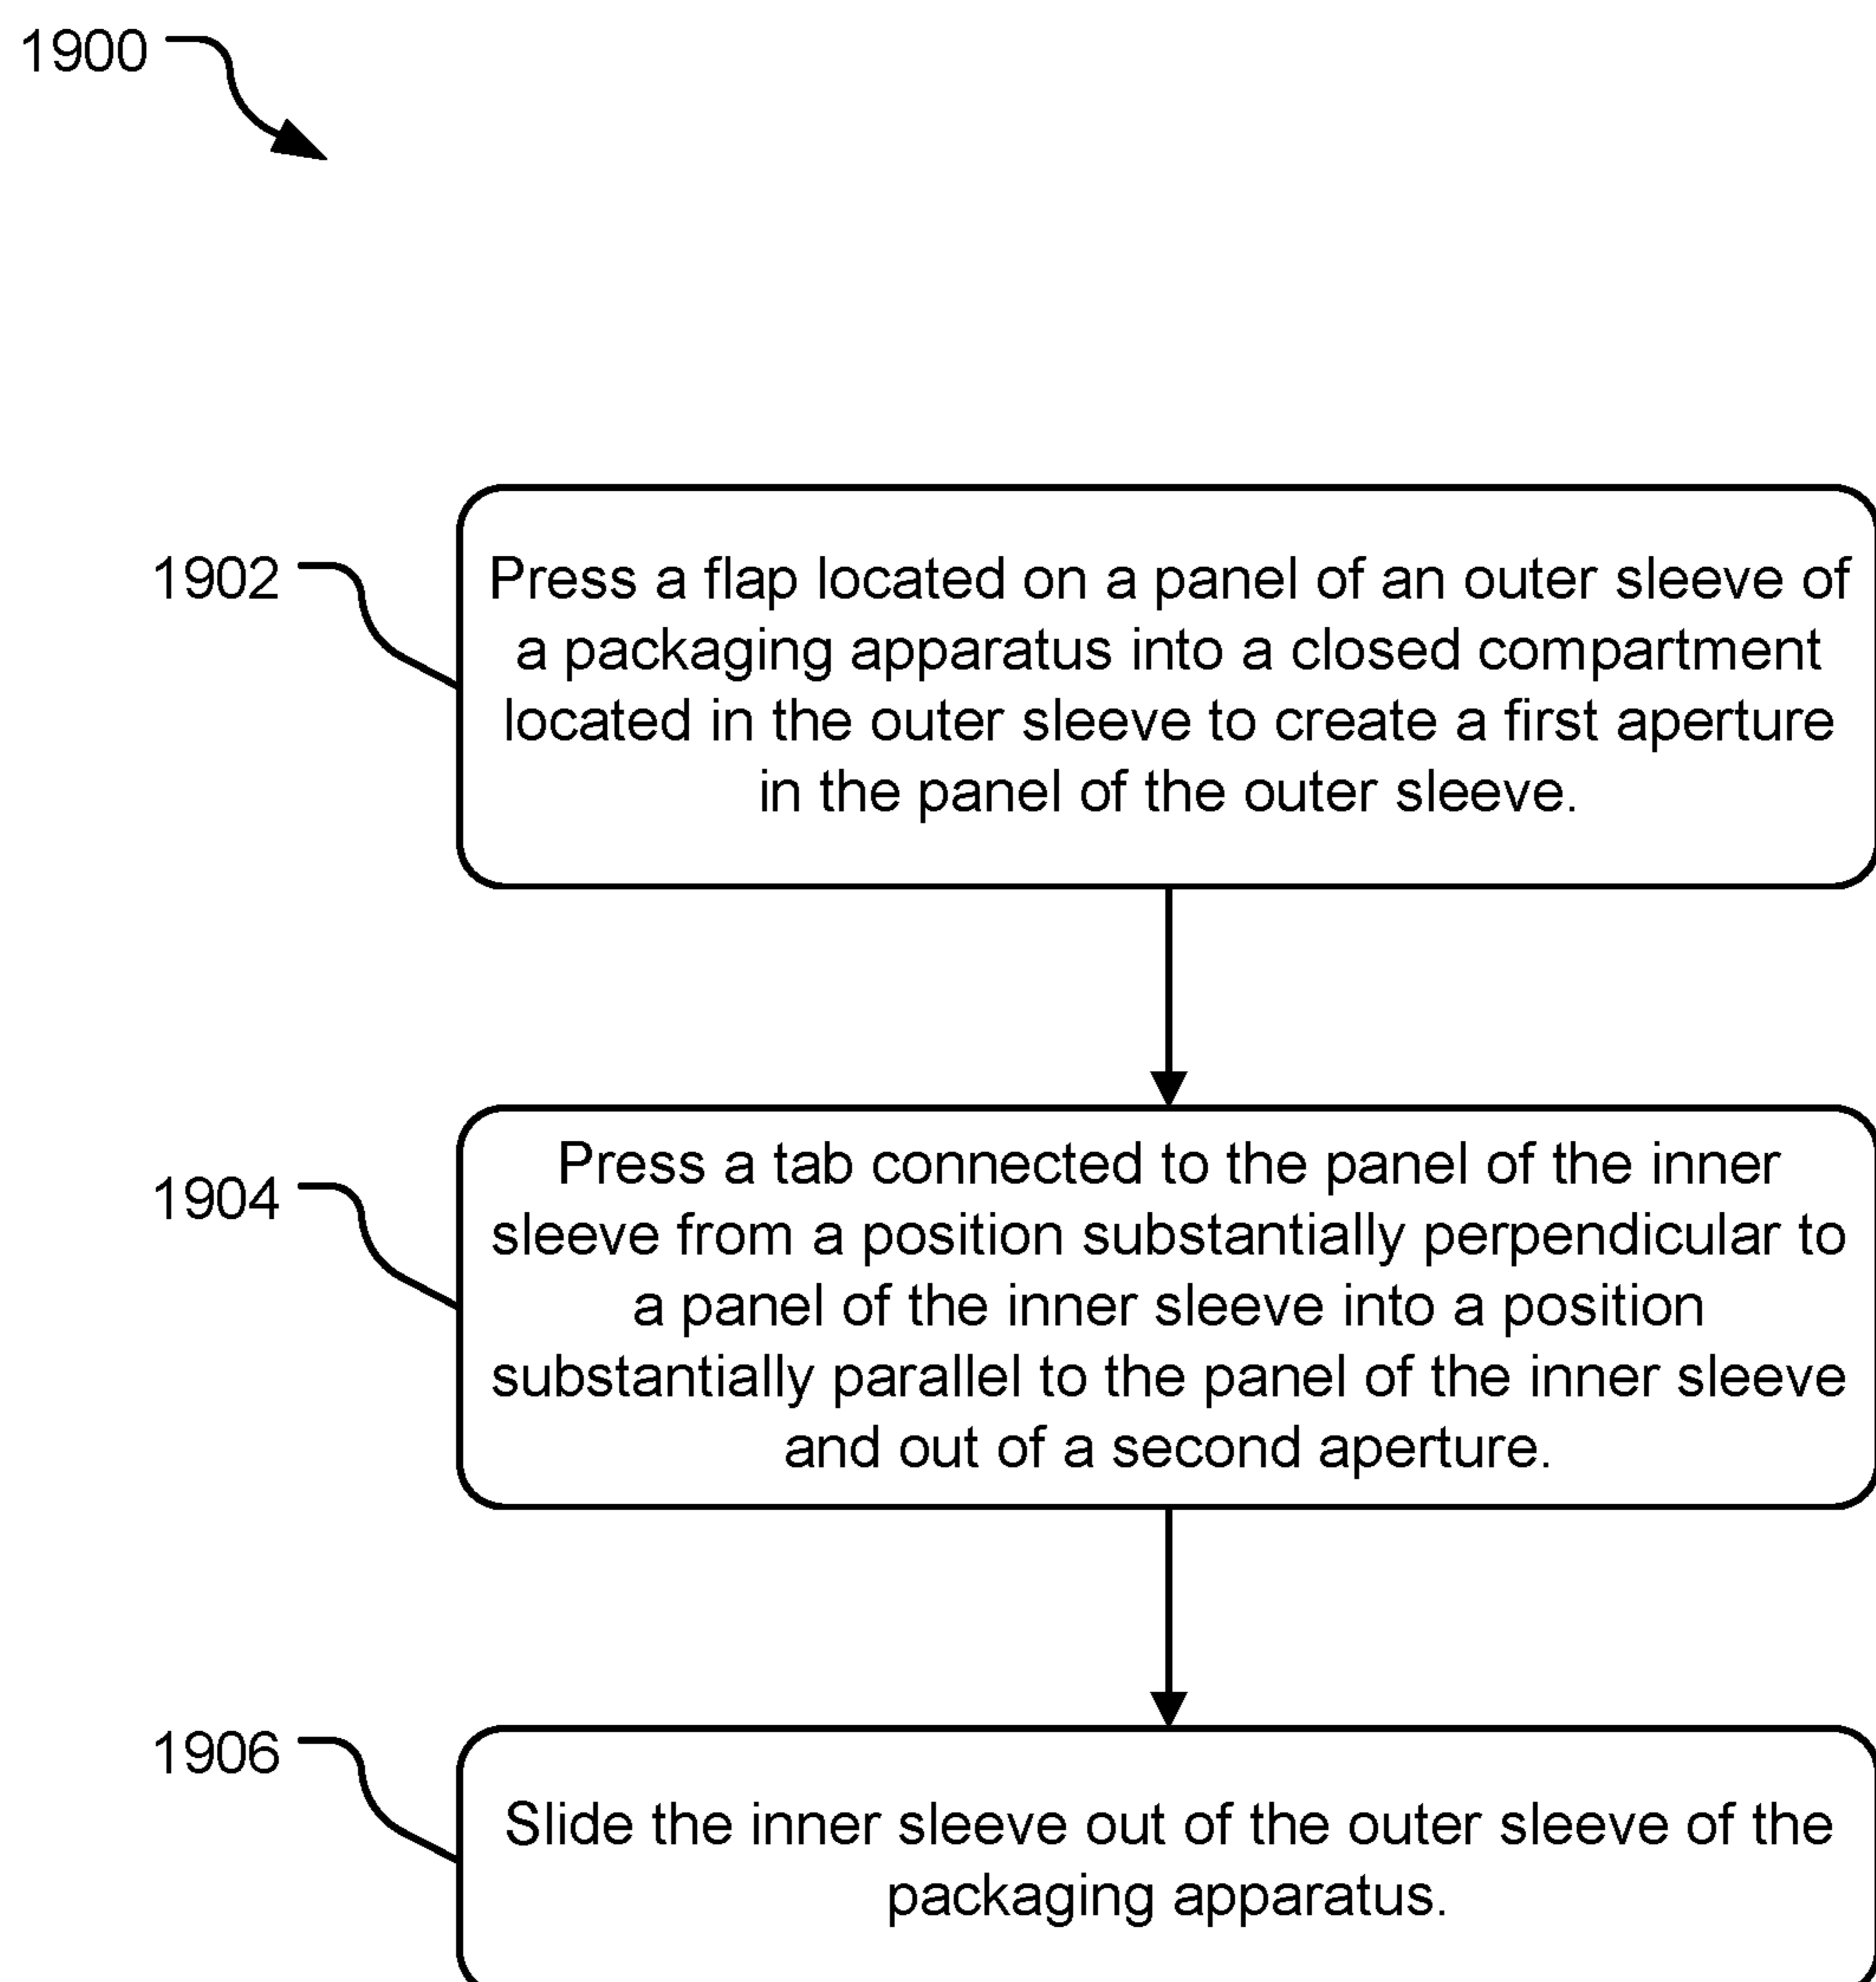 1900
1902
Press a flap located on a panel of an outer sleeve of
a packaging apparatus into a closed compartment
located in the outer sleeve to create a first aperture
in the panel of the outer sleeve.
1904
Press a tab connected to the panel of the inner
sleeve from a position substantially perpendicular to
a panel of the inner sleeve into a position
substantially parallel to the panel of the inner sleeve
and out of a second aperture.
1906
Slide the inner sleeve out of the outer sleeve of the
packaging apparatus.